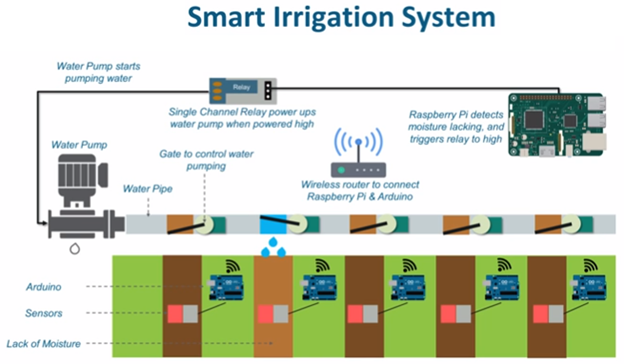 Smart Irrigation System
Water Pump starts
pumping water
Relay
Single Channel Relay power ups
water pump when powered high
Raspberry Pi detects
moisture lacking, and
triggers relay to high
Water Pump
Gate to control water
pumping
Wireless router to connect
Raspberry Pi & Arduino
Water Pipe
Arduino
Sensors
Lack of Moisture